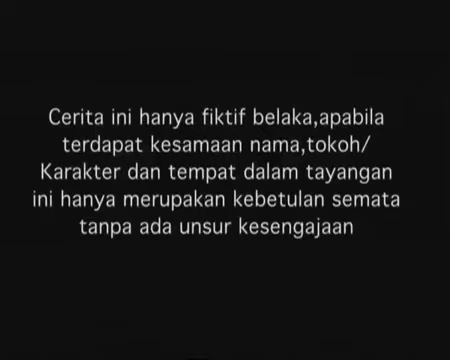 Cerita ini hanya fiktif belaka,apabila
terdapat kesamaan nama,tokoh/
Karakter dan tempat dalam tayangan
ini hanya merupakan kebetulan semata
tanpa ada unsur kesengajaan